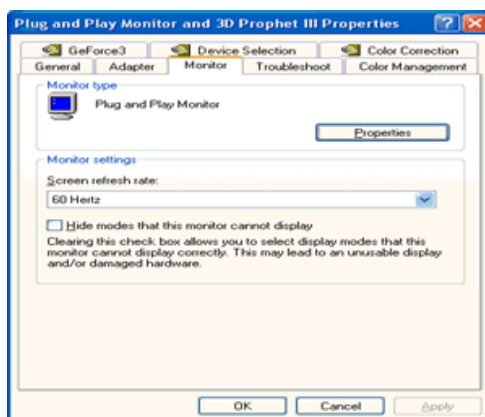 Plug and Play Monitor and 3D Prophet III Properties
GeForce3 Device Selection Color Correction
General Adapter Monitor Troubleshoot Color Management
Monitor type
Plug and Play Monitor
Properties
Monitor settings
Screen refresh rate:
60 Hertz
Hide modes that this monitor cannot display
Clearing this check box allows you to select display modes that this
monitor cannot display correctly. This may lead to an unusable display
and/or damaged hardware.
OK Cancel Apply